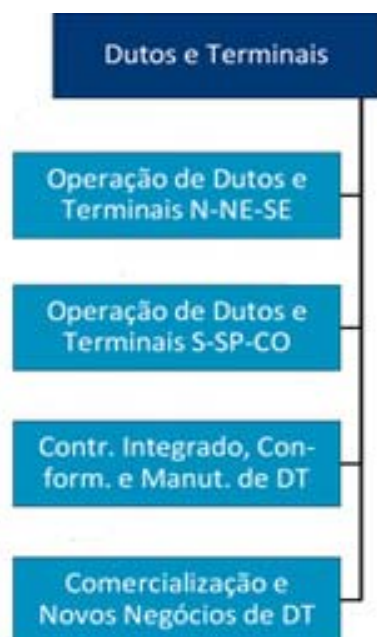 Dutos e Terminais
Operação de Dutos e
Terminais N-NE-SE
Operação de Dutos e
Terminais S-SP-CO
Contr. Integrado, Con-
form. e Manut. de DT
Comercialização e
Novos Negócios de DT